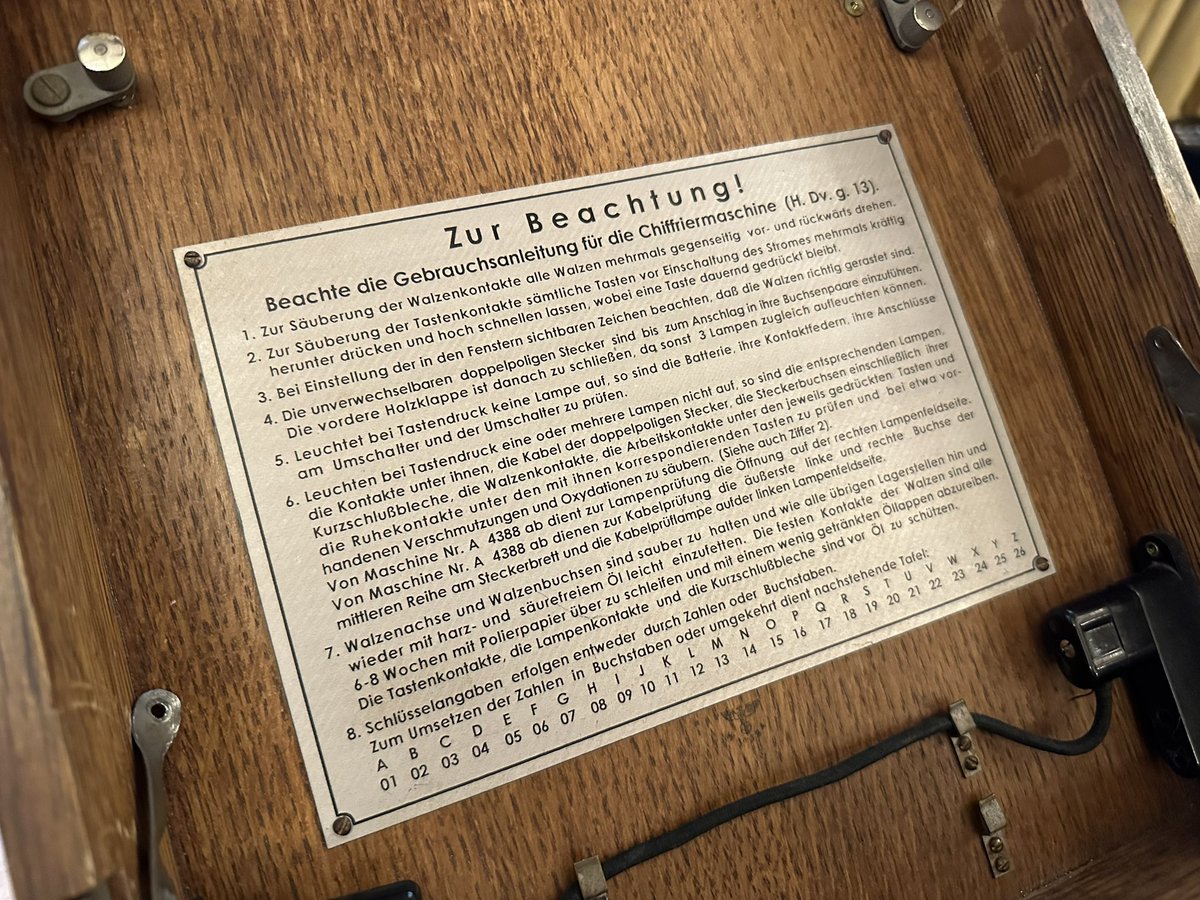 Zur Beachtung!
Beachte die Gebrauchsanleitung für die Chiffriermaschine (H. Dv. g. 13).
1. Zur Säuberung der Walzenkontakte alle Walzen mehrmals gegenseitig vor- und rückwärts drehen.
2. Zur Säuberung der Tastenkontakte sämtliche Tasten vor Einschaltung des Stromes mehrmals kräftig
herunter drücken und hoch schnellen lassen, wobei eine Taste dauernd gedrückt bleibt.
3. Bei Einstellung der in den Fenstern sichtbaren Zeichen beachten, daß die Walzen richtig gerastet sind.
4. Die unverwechselbaren doppelpoligen Stecker sind bis zum Anschlag in ihre Buchsenpaare einzuführen.
Die vordere Holzklappe ist danach zu schließen, da sonst 3 Lampen zugleich aufleuchten können.
5. Leuchtet bei Tastendruck keine Lampe auf, so sind die Batterie, ihre Kontaktfedern, ihre Anschlüsse
am Umschalter und der Umschalter zu prüfen.
6. Leuchten bei Tastendruck eine oder mehrere Lampen nicht auf, so sind die entsprechenden Lampen,
die Kontakte unter ihnen, die Kabel der doppelpoligen Stecker, die Steckerbuchsen einschließlich ihrer
Kurzschlußbleche, die Walzenkontakte, die Arbeitskontakte unter den jeweils gedrückten Tasten und
die Ruhekontakte unter den mit ihnen korrespondierenden Tasten zu prüfen und bei etwa vor-
handenen Verschmutzungen und Oxydationen zu säubern. (Siehe auch Ziffer 2).
Von Maschine Nr. A 4388 ab dient zur Lampenprüfung die Öffnung auf der rechten Lampenfeldseite.
Von Maschine Nr. A 4388 ab dienen zur Kabelprüfung die äußerste linke und rechte Buchse der
mittleren Reihe am Steckerbrett und die Kabelprüflampe auf der linken Lampenfeldseite.
7. Walzenachse und Walzenbuchsen sind sauber zu halten und wie alle übrigen Lagerstellen hin und
wieder mit harz- und säurefreiem Öl leicht einzufetten. Die festen Kontakte der Walzen sind alle
6-8 Wochen mit Polierpapier über zu schleifen und mit einem wenig getränkten Öllappen abzureiben.
Die Tastenkontakte, die Lampenkontakte und die Kurzschlußbleche sind vor Öl zu schützen.
8. Schlüsselangaben erfolgen entweder durch Zahlen oder Buchstaben.
Zum Umsetzen der Zahlen in Buchstaben oder umgekehrt dient nachstehende Tafel:
A B C D E F G H I J K L M N O P Q R S T U V W X Y Z
01 02 03 04 05 06 07 08 09 10 11 12 13 14 15 16 17 18 19 20 21 22 23 24 25 26